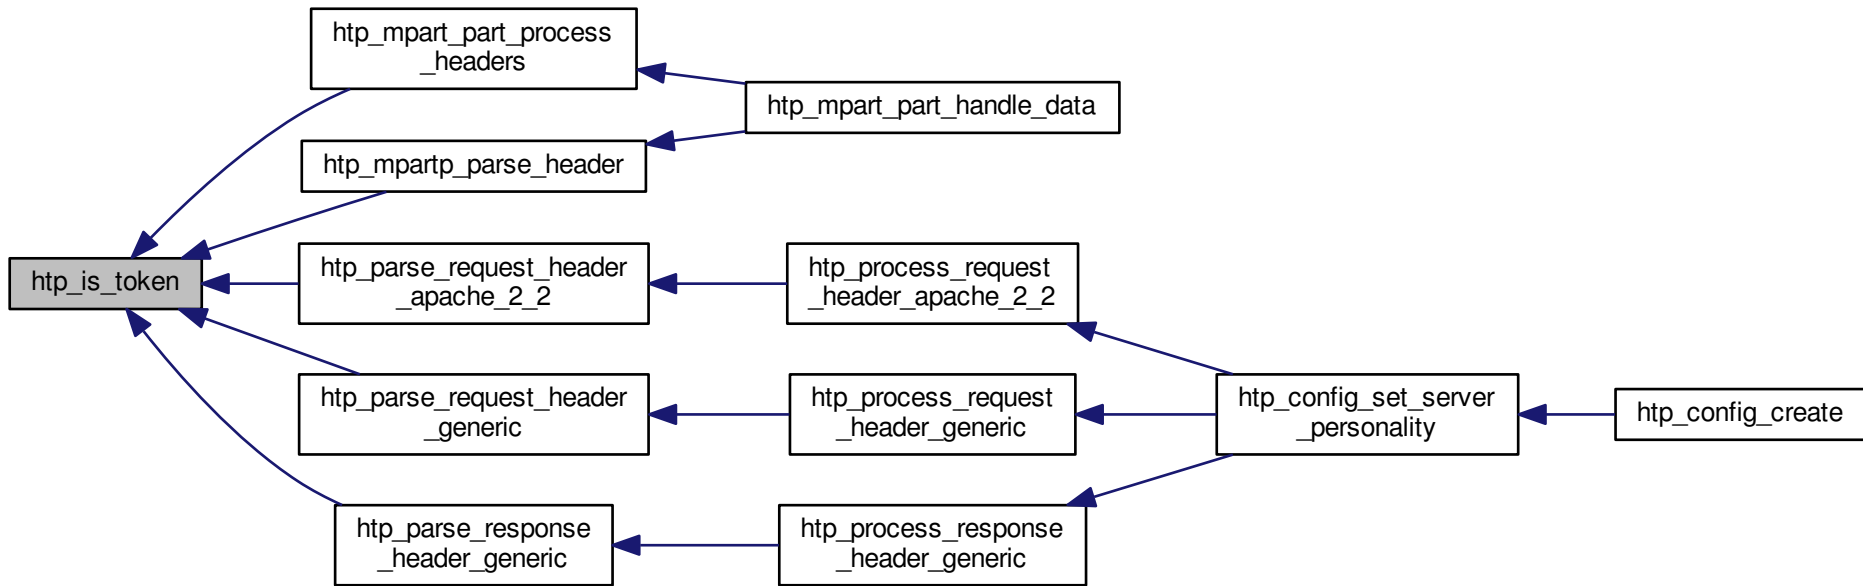 htp_mpart_part_process
_headers
htp_mpart_part_handle_data
htp_mpartp_parse_header
htp_is_token
htp_parse_request_header
_apache_2_2
htp_process_request
_header_apache_2_2
htp_parse_request_header
_generic
htp_process_request
_header_generic
htp_config_set_server
_personality
htp_config_create
htp_parse_response
_header_generic
htp_process_response
_header_generic